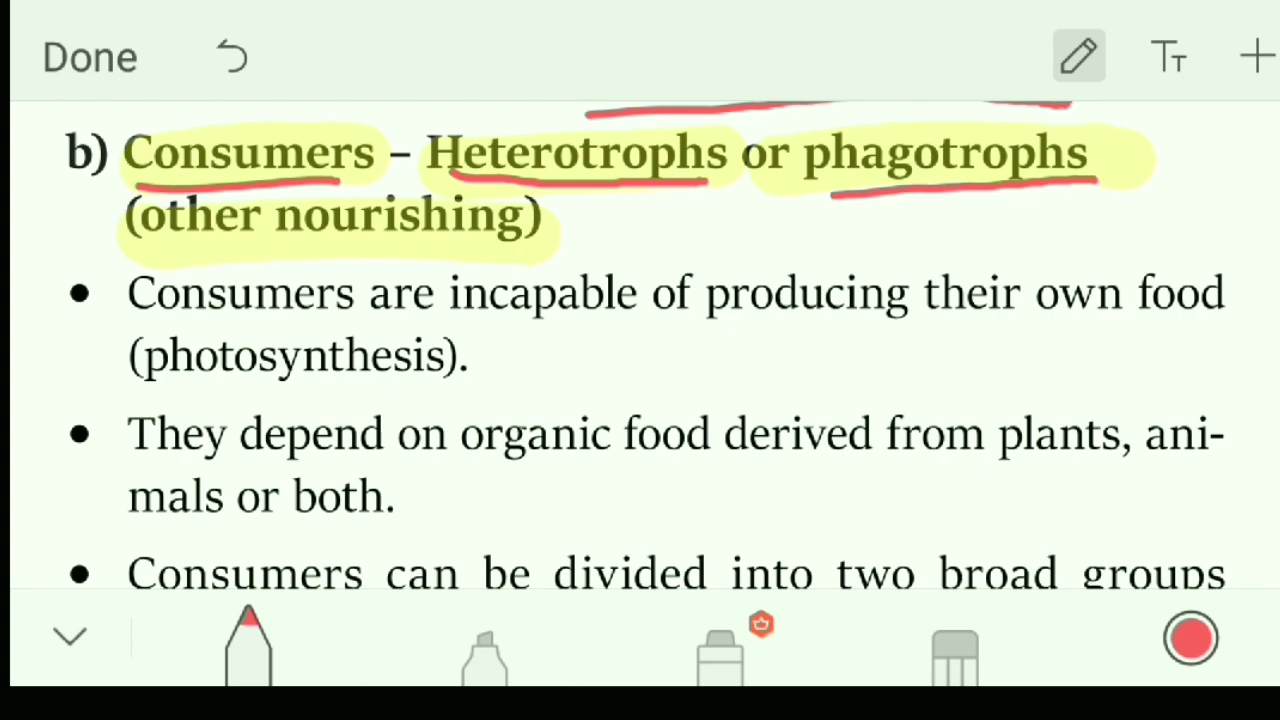 Done
b) Consumers – Heterotrophs or phagotrophs
(other nourishing)
● Consumers are incapable of producing their own food
(photosynthesis).
● They depend on organic food derived from plants, ani-
mals or both.
● Consumers can be divided into two broad groups